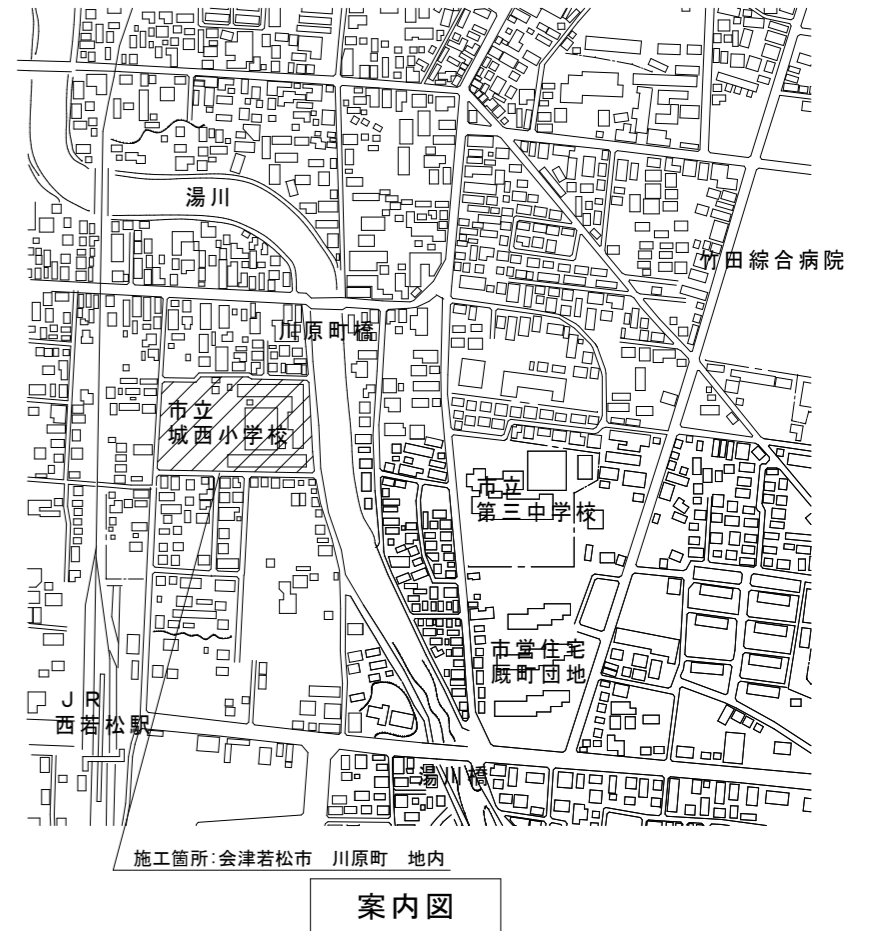 湯川
竹田綜合病院
川原町橋
市立
城西小学校
市立
第三中学校
市営住宅
厩町団地
ＪＲ
西若松駅
湯川橋
施工箇所:会津若松市　川原町　地内
案内図